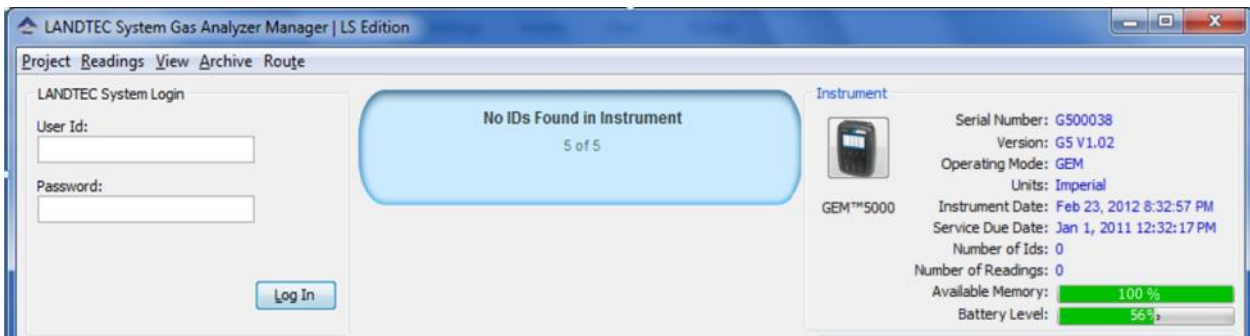 LANDTEC System Gas Analyzer Manager | LS Edition
Project Readings View Archive Route
LANDTEC System Login
User Id:
Password:
Log In
No IDs Found in Instrument
5 of 5
Instrument
GEM™5000
Serial Number: G500038
Version: G5 V1.02
Operating Mode: GEM
Units: Imperial
Instrument Date: Feb 23, 2012 8:32:57 PM
Service Due Date: Jan 1, 2011 12:32:17 PM
Number of Ids: 0
Number of Readings: 0
Available Memory: 100 %
Battery Level: 56%